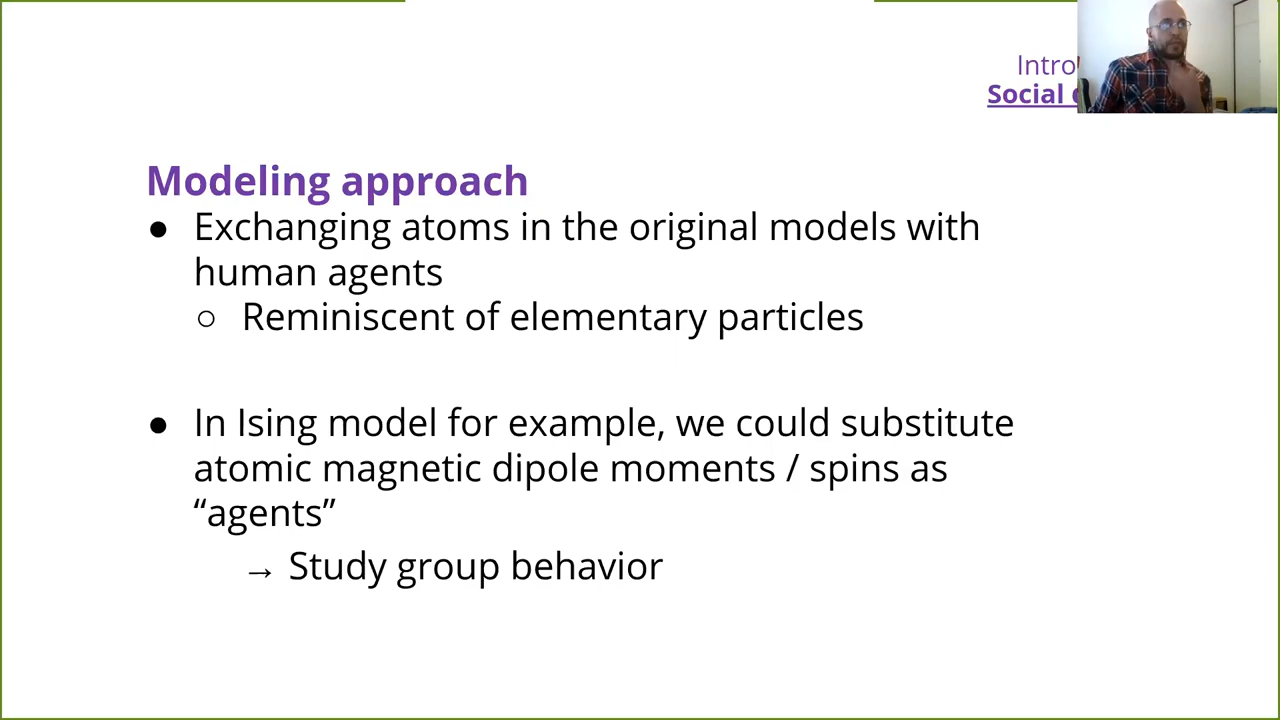 Intro
Social
Modeling approach
● Exchanging atoms in the original models with
human agents
○ Reminiscent of elementary particles
● In Ising model for example, we could substitute
atomic magnetic dipole moments / spins as
“agents”
→ Study group behavior